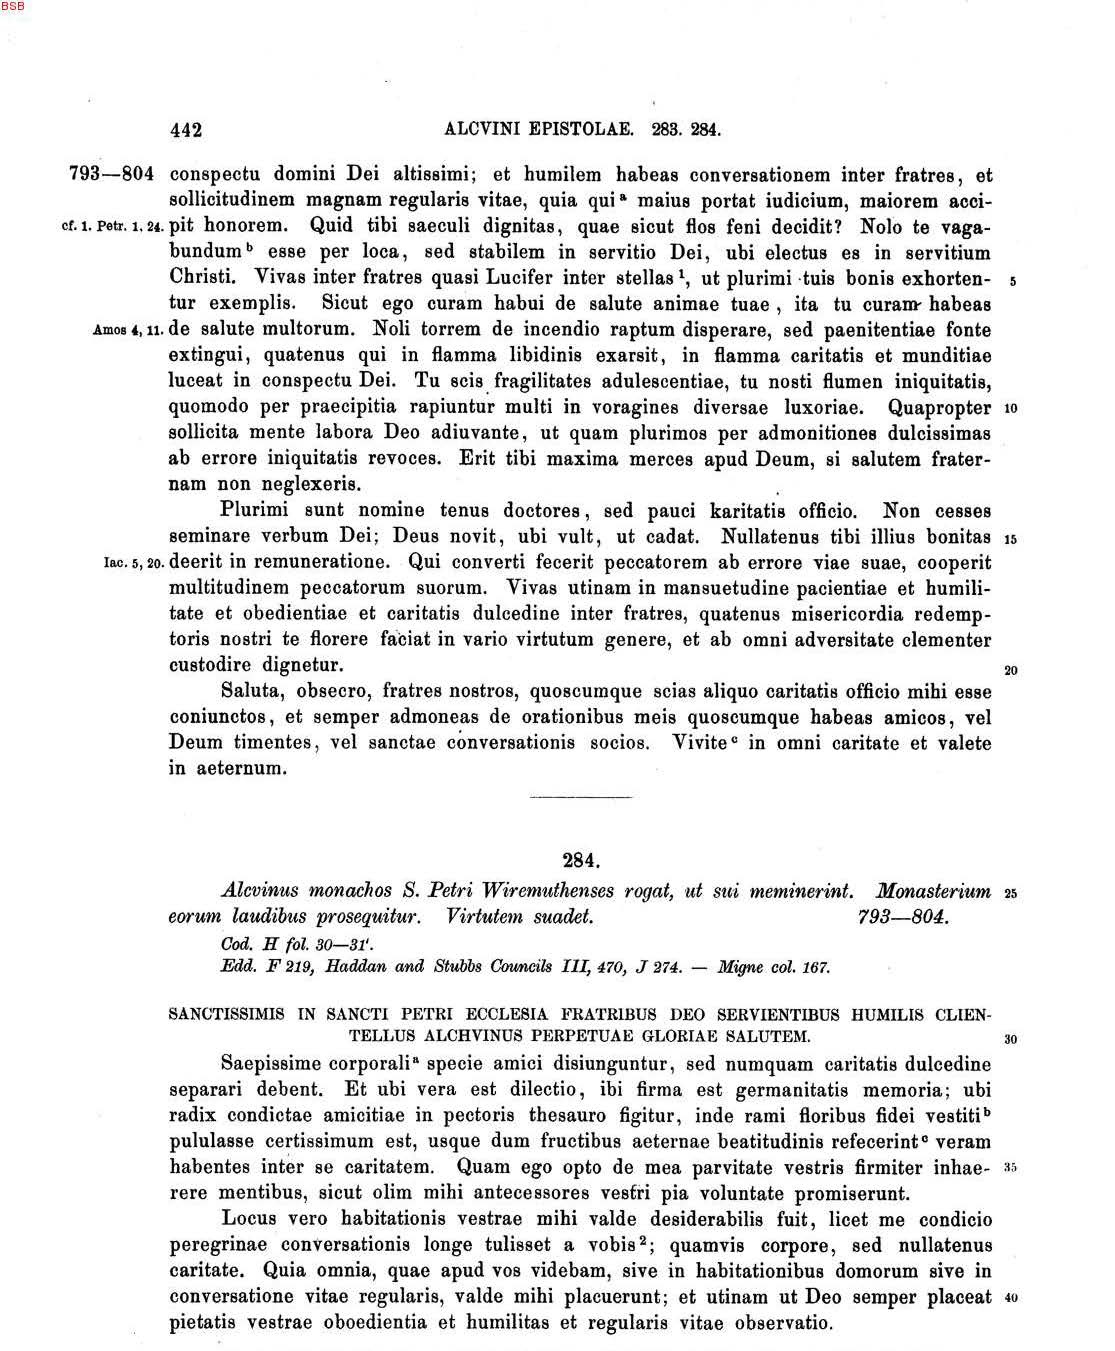 BSB
442 ALCVINI EPISTOLAE. 283. 284.
793—804 conspectu domini Dei altissimi; et humilem habeas conversationem inter fratres, et
sollicitudinem magnam regularis vitae, quia qui a maius portat iudicium, maiorem acci-
cf. 1. Petr. 1, 24. pit honorem. Quid tibi saeculi dignitas, quae sicut flos feni decidit? Nolo te vaga-
bundum b esse per loca, sed stabilem in servitio Dei, ubi electus es in servitium
Christi. Vivas inter fratres quasi Lucifer inter stellas 1, ut plurimi tuis bonis exhorten- 5
tur exemplis. Sicut ego curam habui de salute animae tuae, ita tu curam habeas
Amos 4, 11. de salute multorum. Noli torrem de incendio raptum disperare, sed paenitentiae fonte
extingui, quatenus qui in flamma libidinis exarsit, in flamma caritatis et munditiae
luceat in conspectu Dei. Tu scis fragilitates adulescentiae, tu nosti flumen iniquitatis,
quomodo per praecipitia rapiuntur multi in voragines diversae luxoriae. Quapropter 10
sollicita mente labora Deo adiuvante, ut quam plurimos per admonitiones dulcissimas
ab errore iniquitatis revoces. Erit tibi maxima merces apud Deum, si salutem frater-
nam non neglexeris.
Plurimi sunt nomine tenus doctores, sed pauci karitatis officio. Non cesses
seminare verbum Dei; Deus novit, ubi vult, ut cadat. Nullatenus tibi illius bonitas 15
Iac. 5, 20. deerit in remuneratione. Qui converti fecerit peccatorem ab errore viae suae, cooperit
multitudinem peccatorum suorum. Vivas utinam in mansuetudine pacientiae et humili-
tate et obedientiae et caritatis dulcedine inter fratres, quatenus misericordia redemp-
toris nostri te florere faciat in vario virtutum genere, et ab omni adversitate clementer
custodire dignetur. 20
Saluta, obsecro, fratres nostros, quoscumque scias aliquo caritatis officio mihi esse
coniunctos, et semper admoneas de orationibus meis quoscumque habeas amicos, vel
Deum timentes, vel sanctae conversationis socios. Vivite c in omni caritate et valete
in aeternum.
284.
Alcvinus monachos S. Petri Wiremuthenses rogat, ut sui meminerint. Monasterium 25
eorum laudibus prosequitur. Virtutem suadet. 793—804.
Cod. H fol. 30—31'.
Edd. F 219, Haddan and Stubbs Councils III, 470, J 274. — Migne col. 167.
SANCTISSIMIS IN SANCTI PETRI ECCLESIA FRATRIBUS DEO SERVIENTIBUS HUMILIS CLIEN-
TELLUS ALCHVINUS PERPETUAE GLORIAE SALUTEM. 30
Saepissime corporali a specie amici disiunguntur, sed numquam caritatis dulcedine
separari debent. Et ubi vera est dilectio, ibi firma est germanitatis memoria; ubi
radix condictae amicitiae in pectoris thesauro figitur, inde rami floribus fidei vestiti b
pululasse certissimum est, usque dum fructibus aeternae beatitudinis refecerint c veram
habentes inter se caritatem. Quam ego opto de mea parvitate vestris firmiter inhae- 35
rere mentibus, sicut olim mihi antecessores vestri pia voluntate promiserunt.
Locus vero habitationis vestrae mihi valde desiderabilis fuit, licet me condicio
peregrinae conversationis longe tulisset a vobis 2; quamvis corpore, sed nullatenus
caritate. Quia omnia, quae apud vos videbam, sive in habitationibus domorum sive in
conversatione vitae regularis, valde mihi placuerunt; et utinam ut Deo semper placeat 40
pietatis vestrae oboedientia et humilitas et regularis vitae observatio.